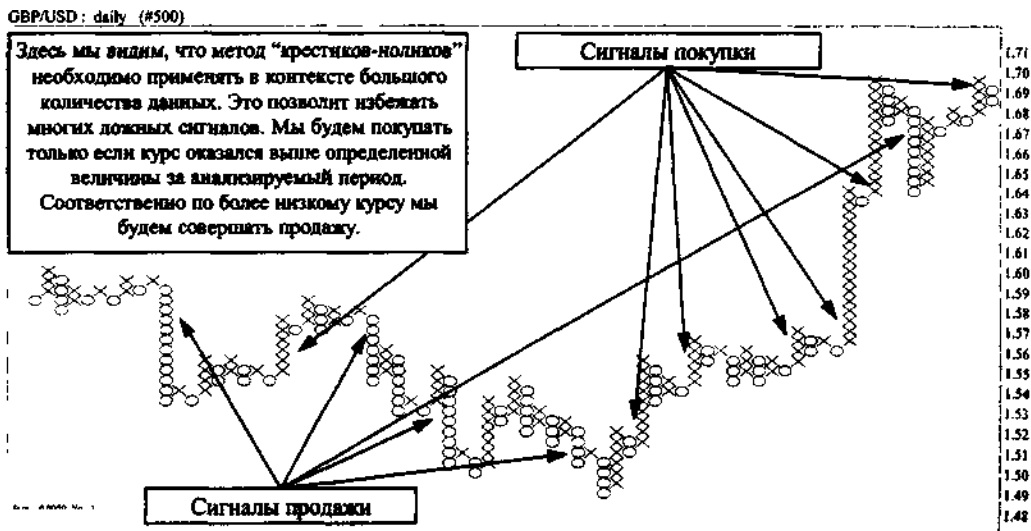 GBP/USD : daily (#500)
Здесь мы видим, что метод "крестиков-ноликов"
необходимо применять в контексте большого
количества данных. Это позволит избежать
многих ложных сигналов. Мы будем покупать
только если курс оказался выше определенной
величины за анализируемый период.
Соответственно по более низкому курсу мы
будем совершать продажу.
Сигналы покупки
1.71
1.70
1.69
1.68
1.67
1.66
1.65
1.64
1.63
1.62
1.61
1.60
1.59
1.58
1.57
1.56
1.55
1.54
1.53
1.52
1.51
1.50
1.49
1.48
Сигналы продажи